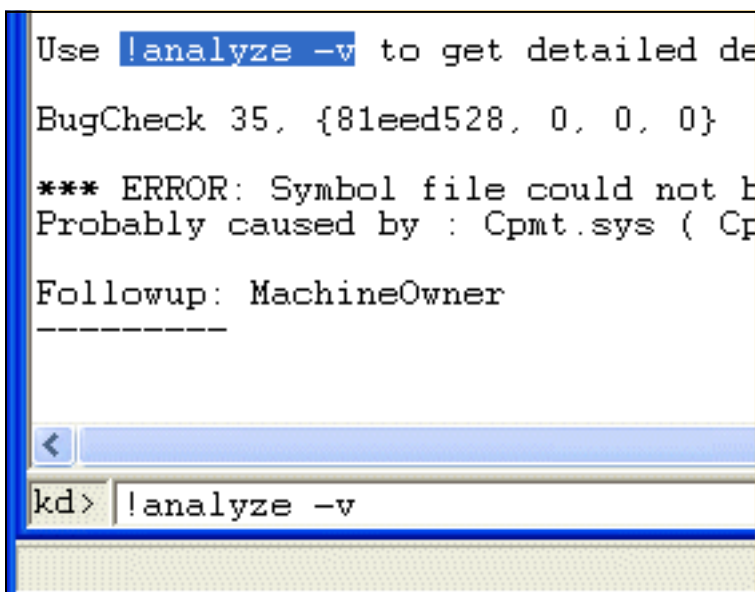 Use !analyze -v to get detailed de
BugCheck 35, {81eed528, 0, 0, 0}
*** ERROR: Symbol file could not b
Probably caused by : Cpmt.sys ( Cp
Followup: MachineOwner
---------
kd> !analyze -v